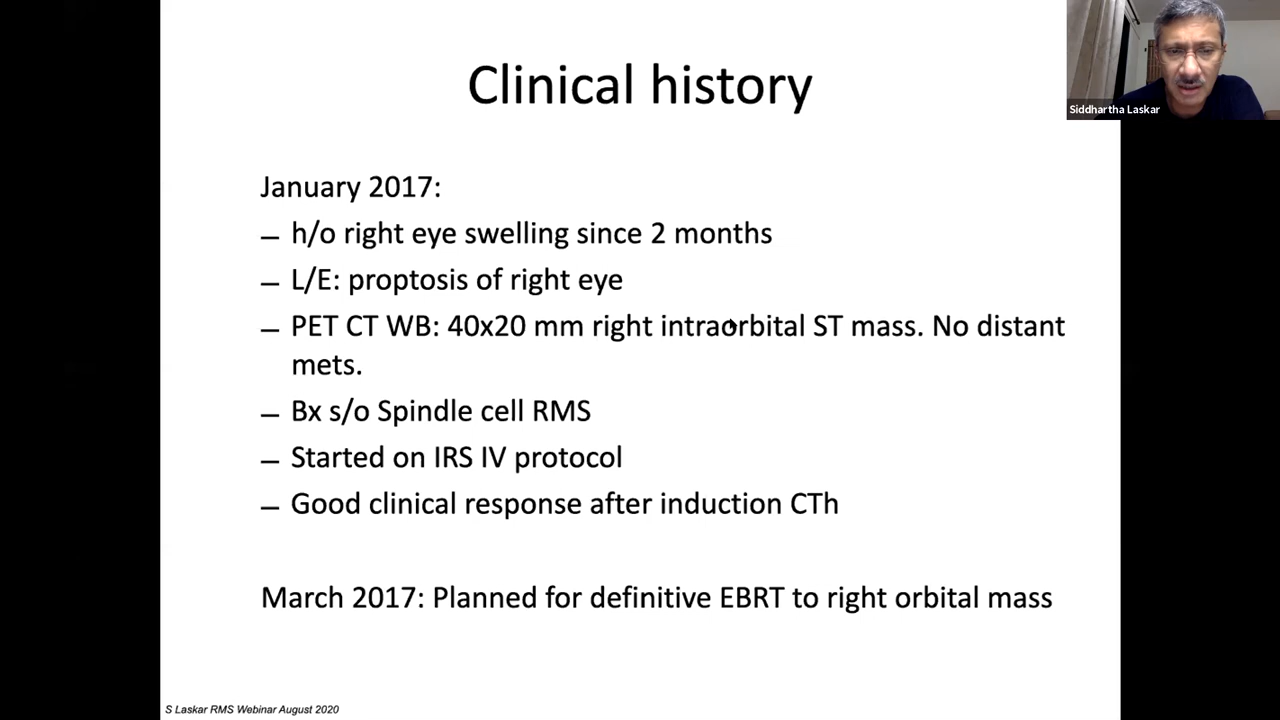 Clinical history
Siddhartha Laskar
January 2017:
– h/o right eye swelling since 2 months
– L/E: proptosis of right eye
– PET CT WB: 40x20 mm right intraorbital ST mass. No distant
mets.
– Bx s/o Spindle cell RMS
– Started on IRS IV protocol
– Good clinical response after induction CTh
March 2017: Planned for definitive EBRT to right orbital mass
S Laskar RMS Webinar August 2020